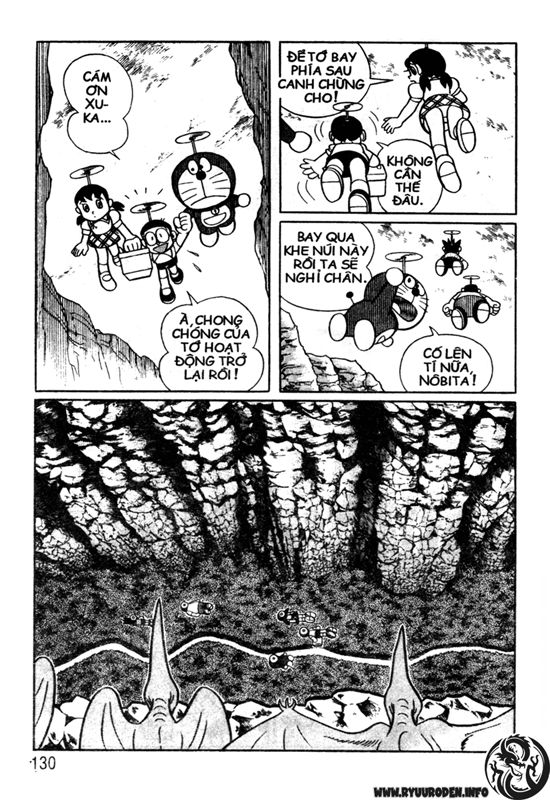 CẢM
ƠN
XU-
KA...
À, CHONG
CHÓNG CỦA
TỚ HOẠT
ĐỘNG TRỞ
LẠI RỒI!
ĐỂ TỚ BAY
PHÍA SAU
CANH CHỪNG
CHO!
KHÔNG
CẦN
THẾ
ĐÂU.
BAY QUA
KHE NÚI NÀY
RỒI TA SẼ
NGHỈ CHÂN.
CỐ LÊN
TÍ NỮA,
NÔBITA!
130
WWW.RYUURODEN.INFO